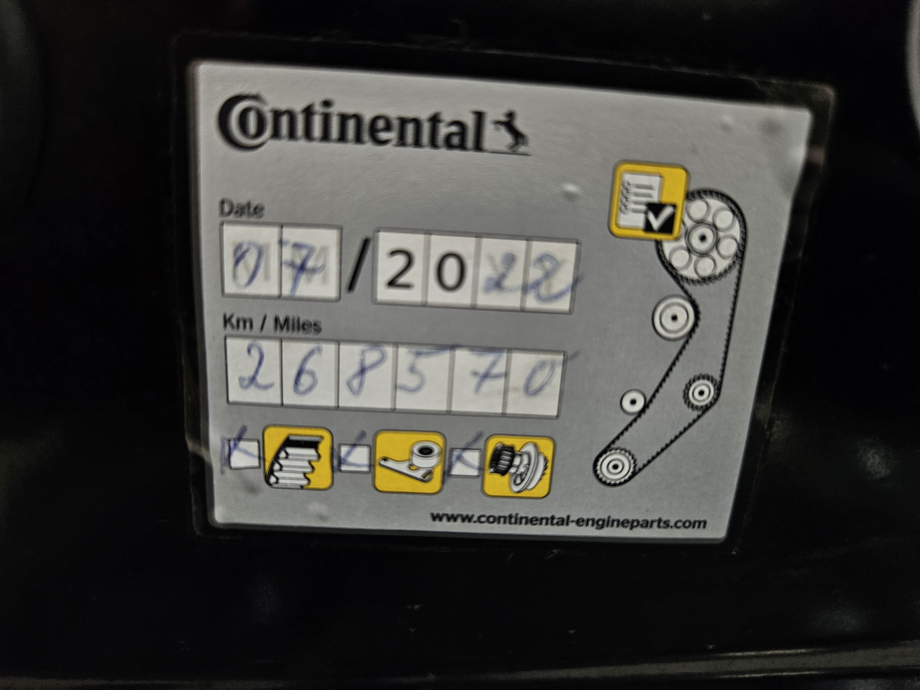 Continental
Date
07/2022
Km / Miles
268570
www.continental-engineparts.com